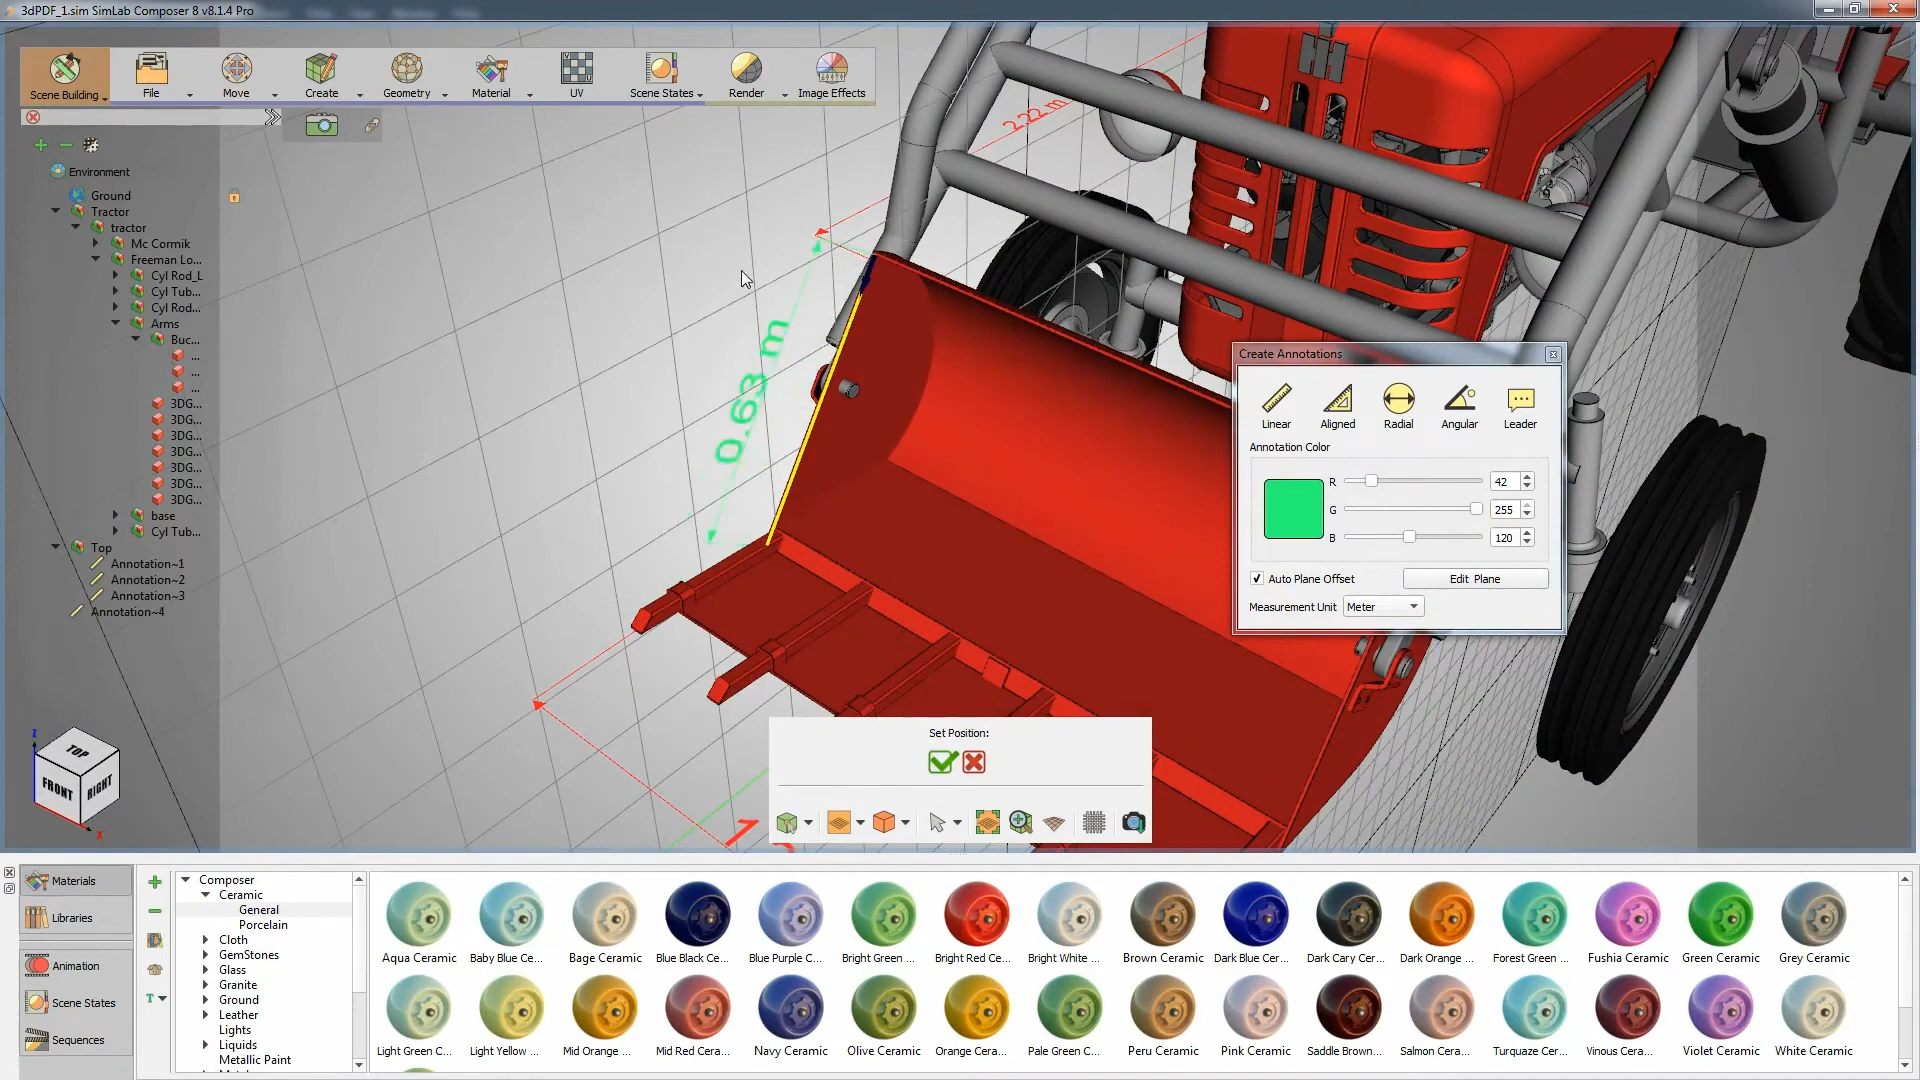 3dPDF_1.sim SimLab Composer 8 v8.1.4 Pro
Scene Building
File
Move
Create
Geometry
Material
UV
Scene States
Render
Image Effects
Environment
Ground
Tractor
tractor
Mc Cormik
Freeman Lo...
Cyl Rod_L
Cyl Tub...
Cyl Rod...
Arms
Buc...
...
...
...
3DG...
3DG...
3DG...
3DG...
3DG...
3DG...
3DG...
base
Cyl Tub...
Top
Annotation~1
Annotation~2
Annotation~3
Annotation~4
2.22 m
0.63 m
Create Annotations
Linear
Aligned
Radial
Angular
Leader
Annotation Color
R 42
G 255
B 120
Auto Plane Offset
Edit Plane
Measurement Unit Meter
Z
TOP
FRONT
RIGHT
X
Set Position:
Materials
Libraries
Animation
Scene States
Sequences
T
Composer
Ceramic
General
Porcelain
Cloth
GemStones
Glass
Granite
Ground
Leather
Lights
Liquids
Metallic Paint
Aqua Ceramic
Baby Blue Ce...
Bage Ceramic
Blue Black Ce...
Blue Purple C...
Bright Green ...
Bright Red Ce...
Bright White ...
Brown Ceramic
Dark Blue Cer...
Dark Cary Cer...
Dark Orange ...
Forest Green ...
Fushia Ceramic
Green Ceramic
Grey Ceramic
Light Green C...
Light Yellow ...
Mid Orange ...
Mid Red Cera...
Navy Ceramic
Olive Ceramic
Orange Cera...
Pale Green C...
Peru Ceramic
Pink Ceramic
Saddle Brown...
Salmon Cera...
Turquaze Cer...
Vinous Cera...
Violet Ceramic
White Ceramic